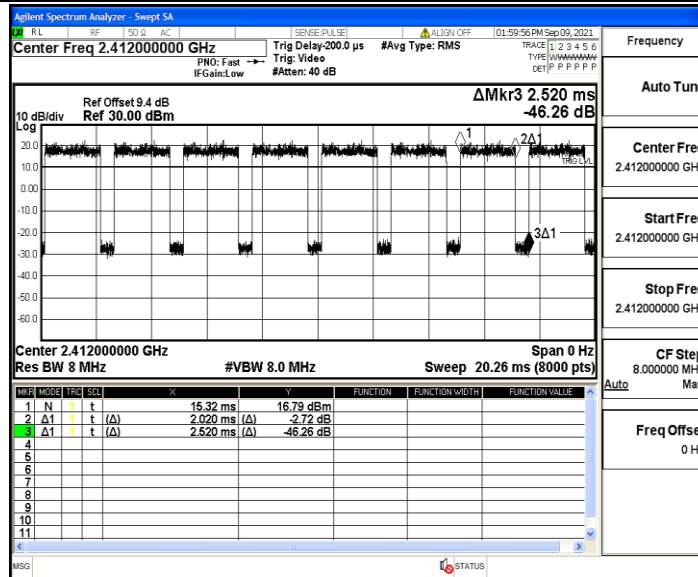 Agilent Spectrum Analyzer - Swept SA
RL RF 50 Ω AC SENSE:PULSE ALIGN OFF 01:59:56 PM Sep 09, 2021
Center Freq 2.412000000 GHz
PNO: Fast
IFGain:Low
Trig Delay-200.0 µs
Trig: Video
#Atten: 40 dB
#Avg Type: RMS
TRACE 1 2 3 4 5 6
TYPE
DET P P P P P P
Frequency
Auto Tun
Center Fre
2.412000000 GH
Start Fre
2.412000000 GH
Stop Fre
2.412000000 GH
CF Ste
8.000000 MH
Auto Ma
Freq Offse
0 H
ΔMkr3 2.520 ms
-46.26 dB
Ref Offset 9.4 dB
10 dB/div Ref 30.00 dBm
Log
1
2Δ1
TRIG LVL
3Δ1
20.0
10.0
0.00
-10.0
-20.0
-30.0
-40.0
-50.0
-60.0
Center 2.412000000 GHz Span 0 Hz
Res BW 8 MHz #VBW 8.0 MHz Sweep 20.26 ms (8000 pts)
MKR MODE TRC SCL X Y FUNCTION FUNCTION WIDTH FUNCTION VALUE
1 N 1 t 15.32 ms 16.79 dBm
2 Δ1 1 t (Δ) 2.020 ms (Δ) -2.72 dB
3 Δ1 1 t (Δ) 2.520 ms (Δ) -46.26 dB
4
5
6
7
8
9
10
11
MSG STATUS